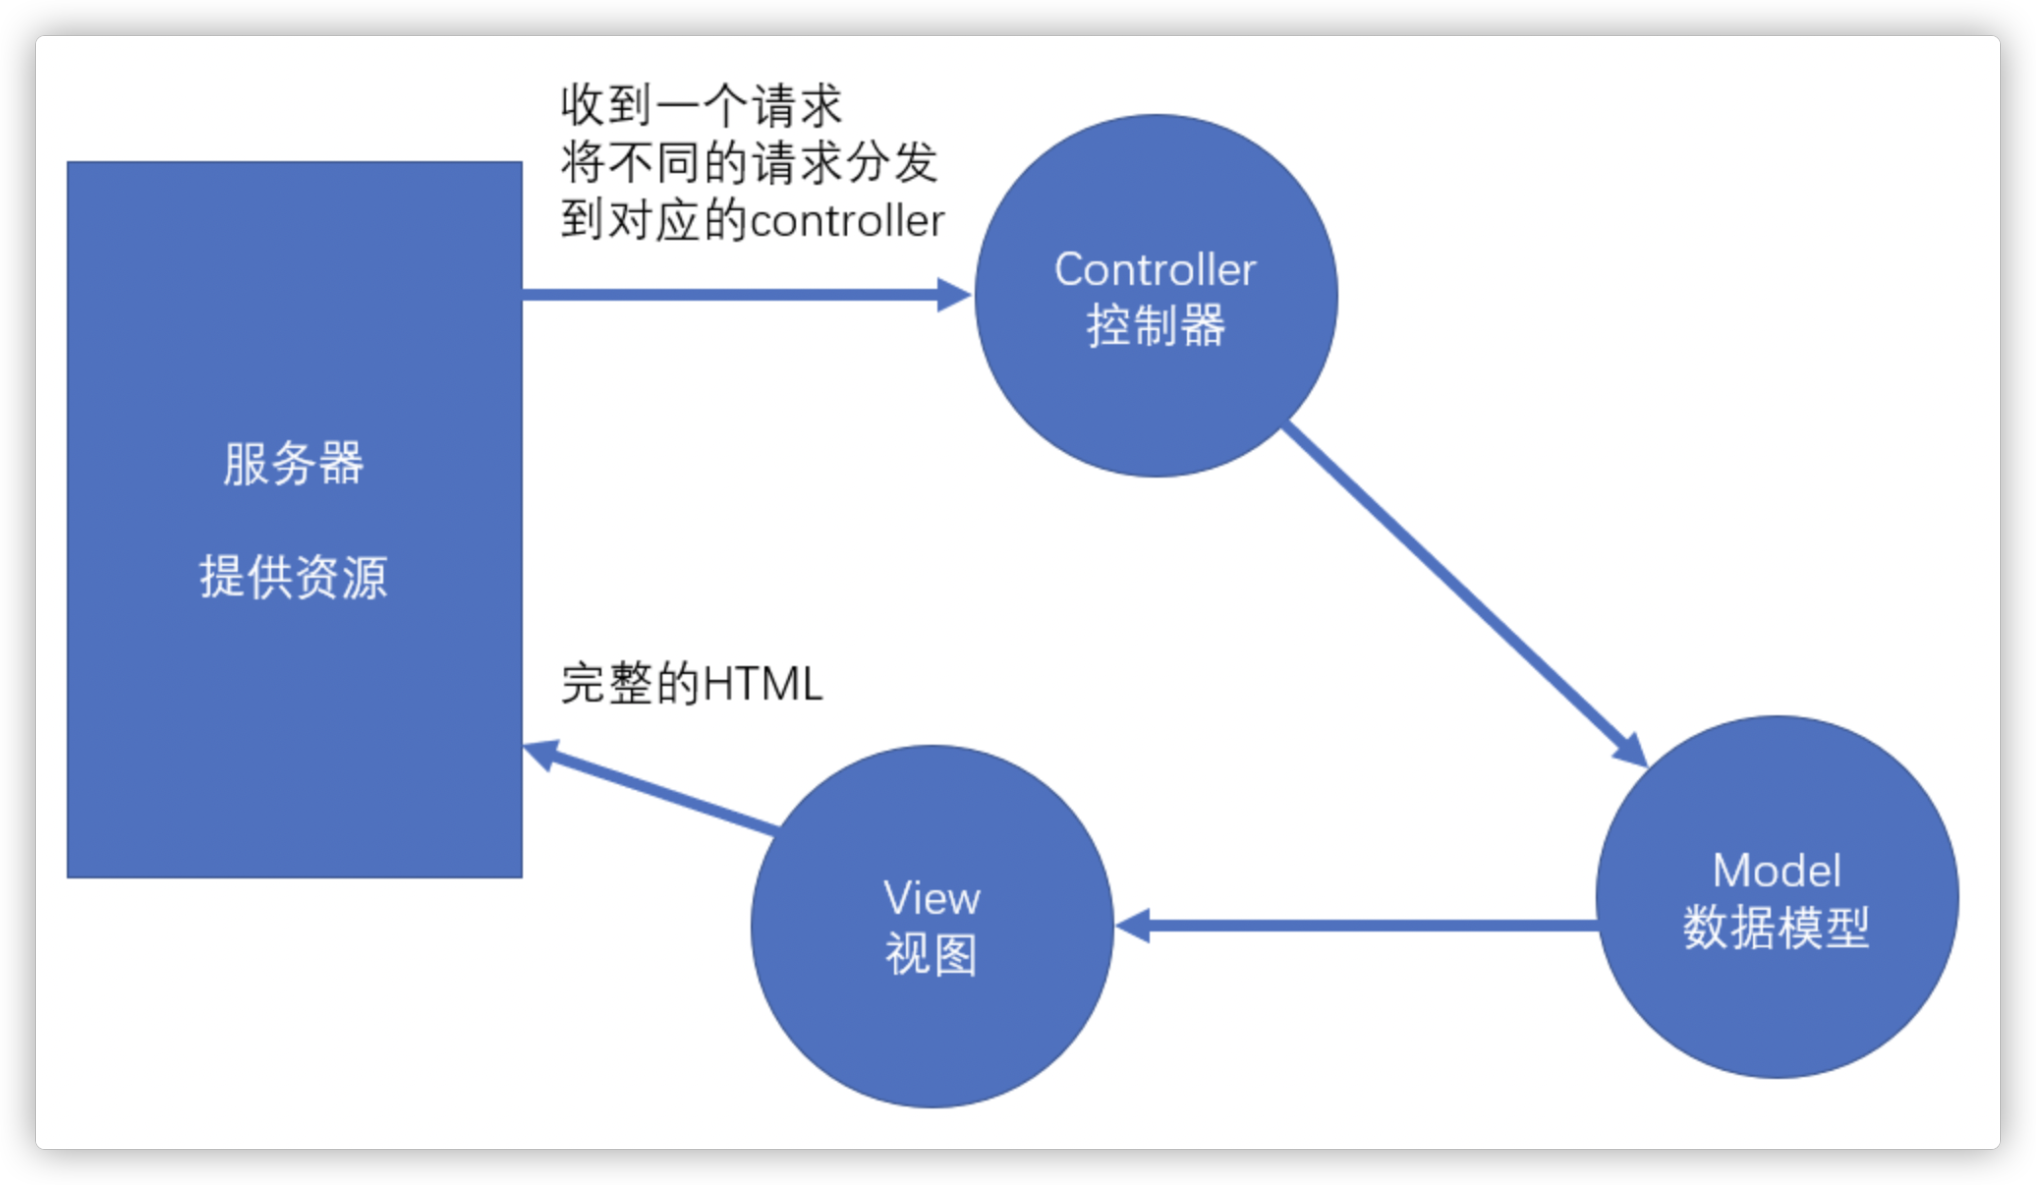 收到一个请求
将不同的请求分发
到对应的controller
Controller
控制器
服务器
提供资源
完整的HTML
View
视图
Model
数据模型